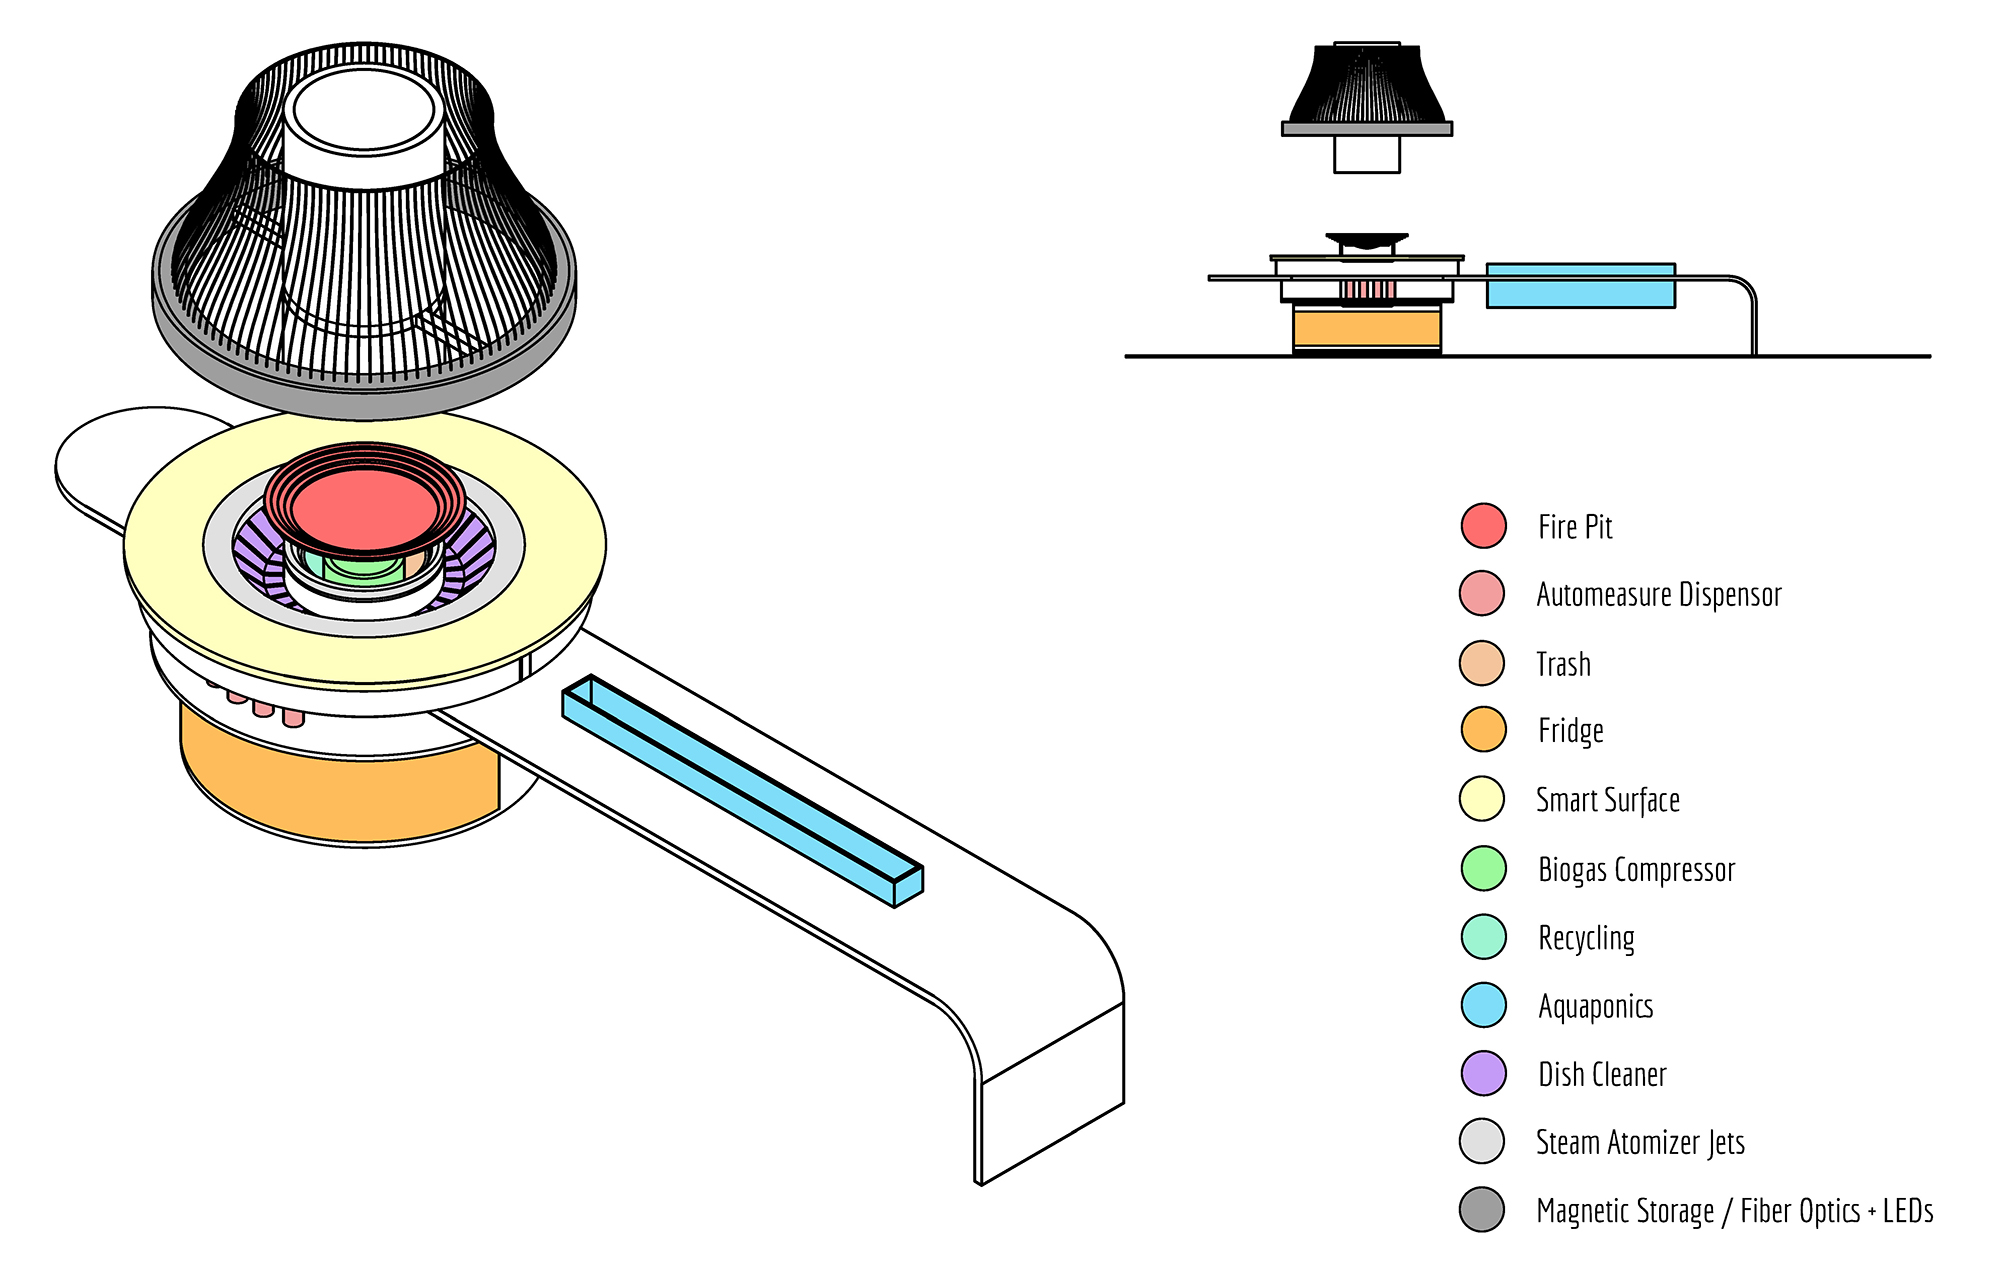 Fire Pit
Automeasure Dispensor
Trash
Fridge
Smart Surface
Biogas Compressor
Recycling
Aquaponics
Dish Cleaner
Steam Atomizer Jets
Magnetic Storage / Fiber Optics + LEDs